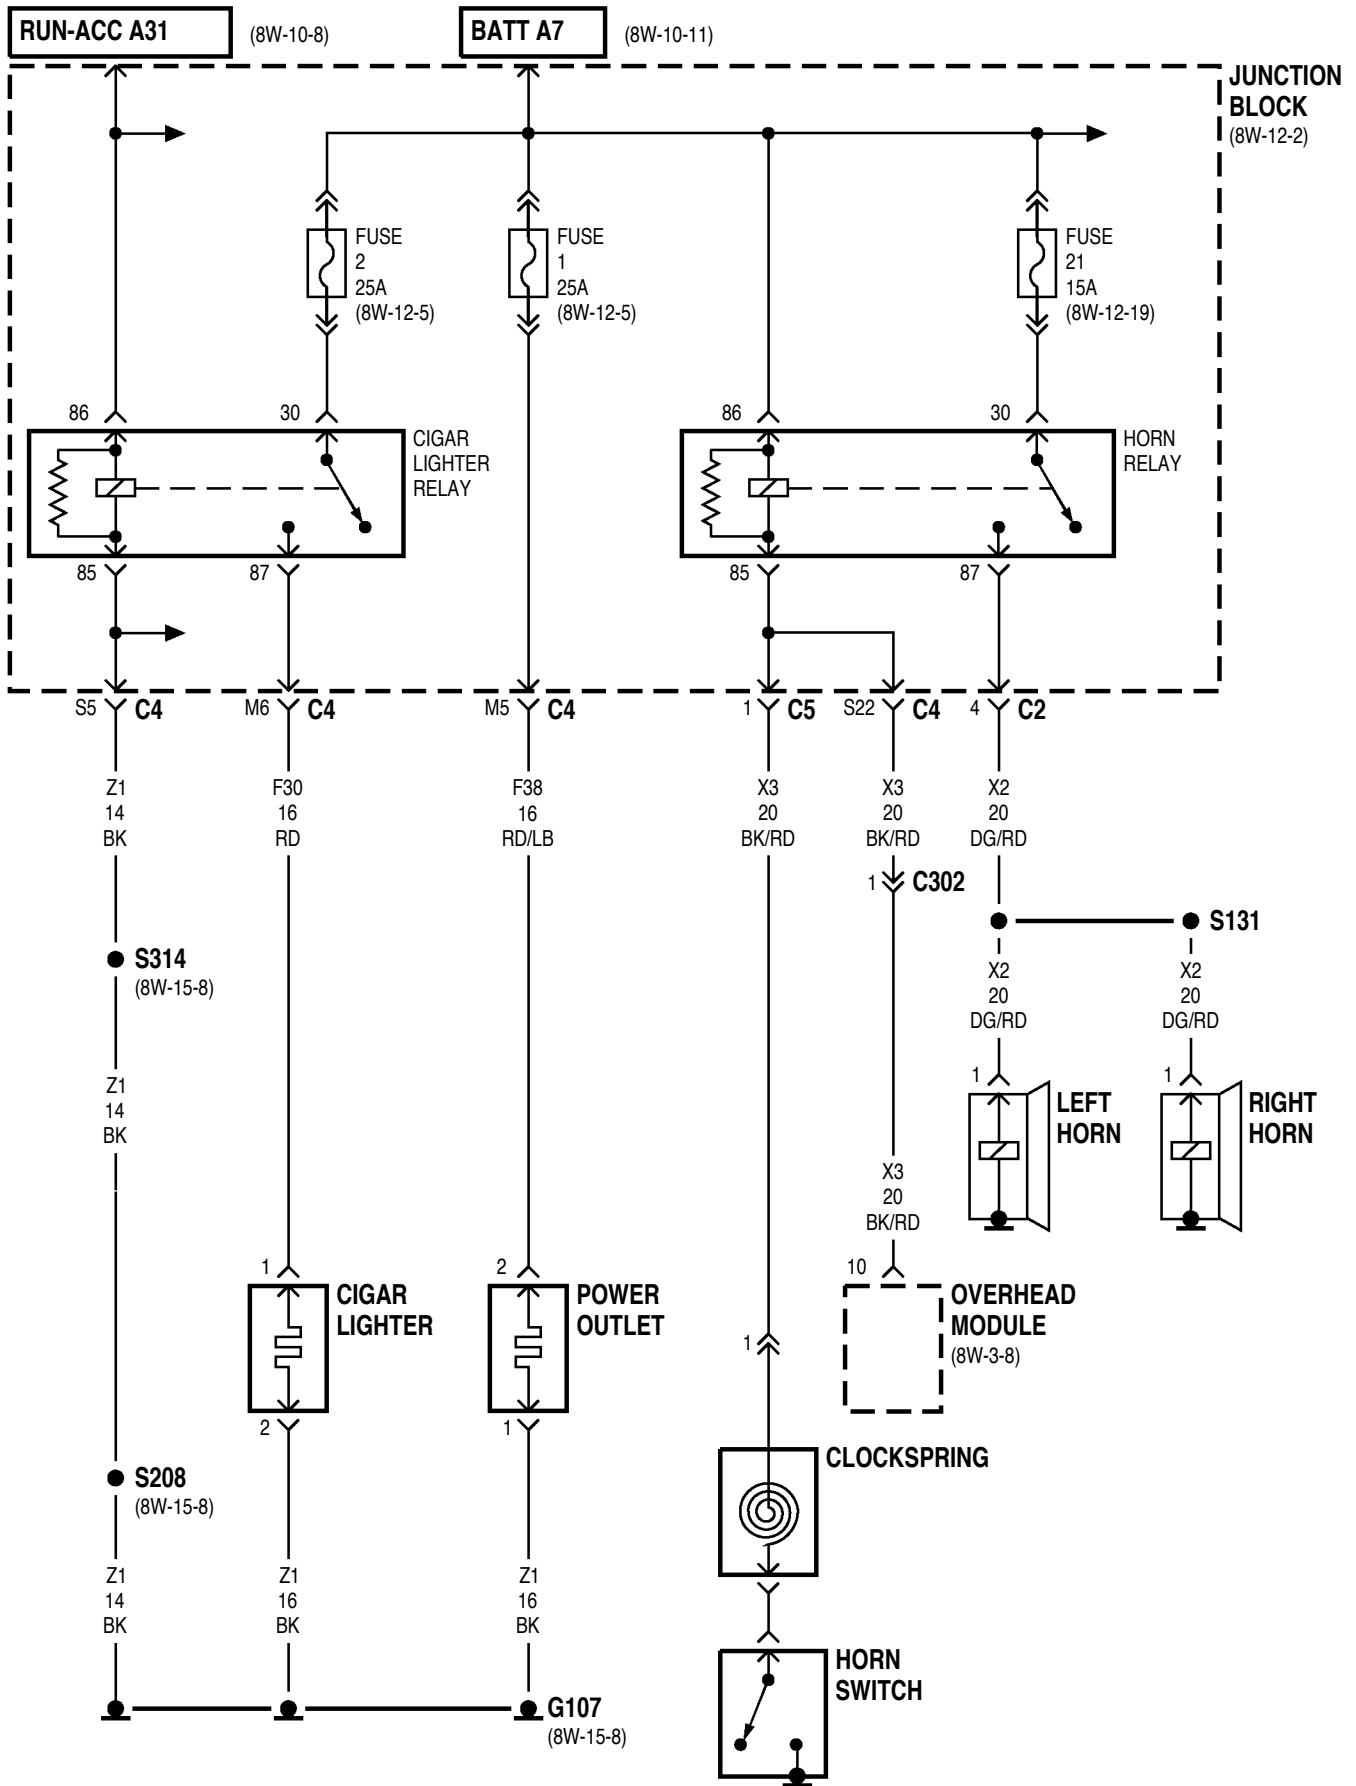 RUN-ACC A31
(8W-10-8)
BATT A7
(8W-10-11)
JUNCTION
BLOCK
(8W-12-2)
FUSE
2
25A
(8W-12-5)
FUSE
1
25A
(8W-12-5)
FUSE
21
15A
(8W-12-19)
86
30
86
30
CIGAR
LIGHTER
RELAY
HORN
RELAY
85
87
85
87
S5
C4
M6
C4
M5
C4
1
C5
S22
C4
4
C2
Z1
14
BK
F30
16
RD
F38
16
RD/LB
X3
20
BK/RD
X3
20
BK/RD
X2
20
DG/RD
1
C302
S131
S314
(8W-15-8)
X2
20
DG/RD
X2
20
DG/RD
Z1
14
BK
1
LEFT
HORN
1
RIGHT
HORN
X3
20
BK/RD
1
CIGAR
LIGHTER
2
2
POWER
OUTLET
1
10
OVERHEAD
MODULE
(8W-3-8)
1
CLOCKSPRING
S208
(8W-15-8)
Z1
14
BK
Z1
16
BK
Z1
16
BK
HORN
SWITCH
G107
(8W-15-8)